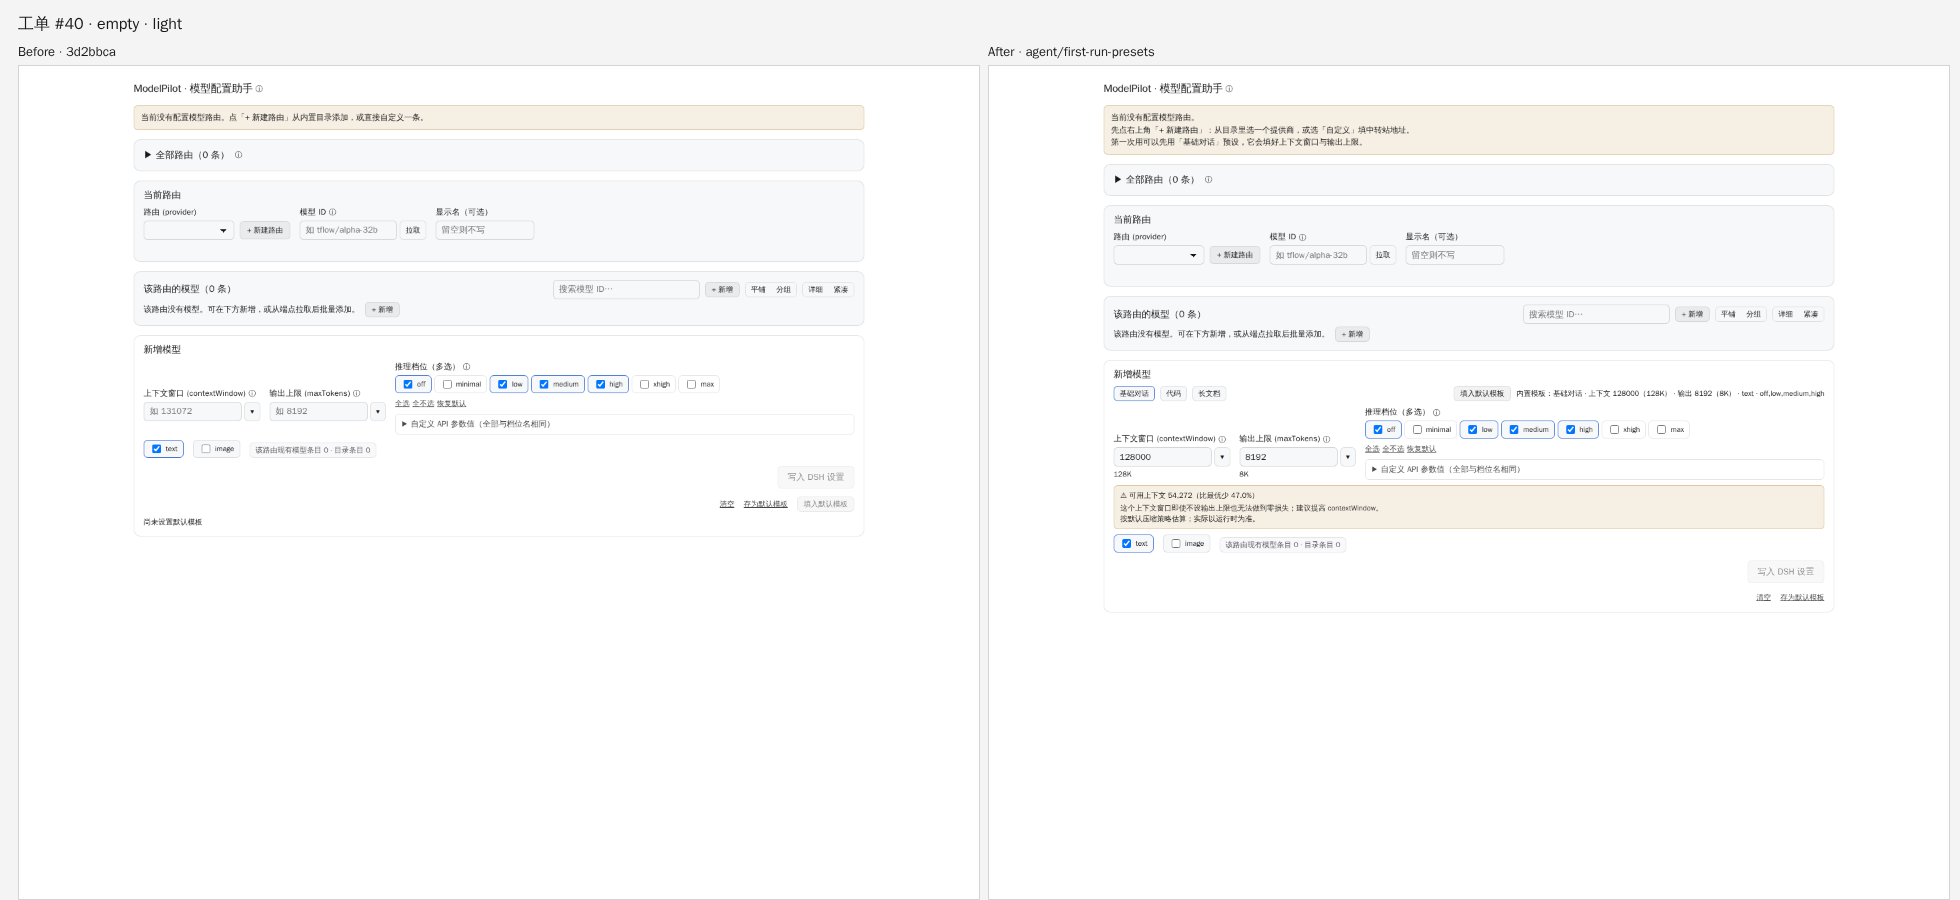 工单 #40 · empty · light
Before · 3d2bbca
ModelPilot · 模型配置助手 ⓘ
当前没有配置模型路由。点「+ 新建路由」从内置目录添加，或直接自定义一条。
▶ 全部路由（0 条） ⓘ
当前路由
路由 (provider) 模型 ID ⓘ 显示名（可选）
+ 新建路由 如 tflow/alpha-32b 拉取 留空则不写
该路由的模型（0 条） 搜索模型 ID… + 新增 平铺 分组 详细 紧凑
该路由没有模型。可在下方新增，或从端点拉取后批量添加。 + 新增
新增模型
推理档位（多选） ⓘ
off minimal low medium high xhigh max
上下文窗口 (contextWindow) ⓘ 输出上限 (maxTokens) ⓘ
全选 全不选 恢复默认
如 131072 ▾ 如 8192 ▾
▶ 自定义 API 参数值（全部与档位名相同）
text image 该路由现有模型条目 0 · 目录条目 0
写入 DSH 设置
清空 存为默认模板 填入默认模板
尚未设置默认模板
After · agent/first-run-presets
ModelPilot · 模型配置助手 ⓘ
当前没有配置模型路由。
先点右上角「+ 新建路由」：从目录里选一个提供商，或选「自定义」填中转站地址。
第一次用可以先用「基础对话」预设，它会填好上下文窗口与输出上限。
▶ 全部路由（0 条） ⓘ
当前路由
路由 (provider) 模型 ID ⓘ 显示名（可选）
+ 新建路由 如 tflow/alpha-32b 拉取 留空则不写
该路由的模型（0 条） 搜索模型 ID… + 新增 平铺 分组 详细 紧凑
该路由没有模型。可在下方新增，或从端点拉取后批量添加。 + 新增
新增模型
基础对话 代码 长文档 填入默认模板 内置模板：基础对话 · 上下文 128000（128K） · 输出 8192（8K） · text · off,low,medium,high
推理档位（多选） ⓘ
off minimal low medium high xhigh max
上下文窗口 (contextWindow) ⓘ 输出上限 (maxTokens) ⓘ
全选 全不选 恢复默认
128000 ▾ 8192 ▾
▶ 自定义 API 参数值（全部与档位名相同）
128K 8K
⚠ 可用上下文 54,272（比最优少 47.0%）
这个上下文窗口即使不设输出上限也无法做到零损失；建议提高 contextWindow。
按默认压缩策略估算；实际以运行时为准。
text image 该路由现有模型条目 0 · 目录条目 0
写入 DSH 设置
清空 存为默认模板